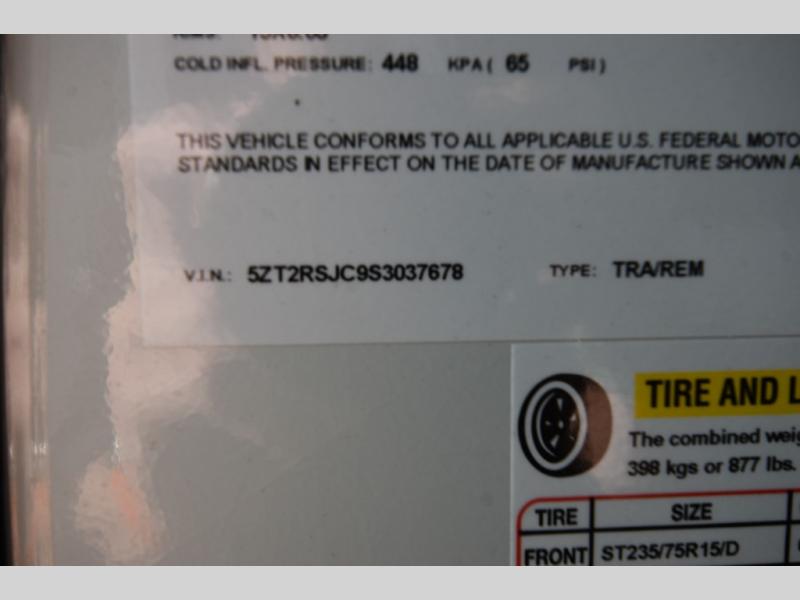 COLD INFL. PRESSURE: 448 KPA ( 65 PSI )
THIS VEHICLE CONFORMS TO ALL APPLICABLE U.S. FEDERAL MOTO
STANDARDS IN EFFECT ON THE DATE OF MANUFACTURE SHOWN A
V.I.N.: 5ZT2RSJC9S3037678 TYPE: TRA/REM
TIRE AND L
The combined weig
398 kgs or 877 lbs.
TIRE SIZE
FRONT ST235/75R15/D